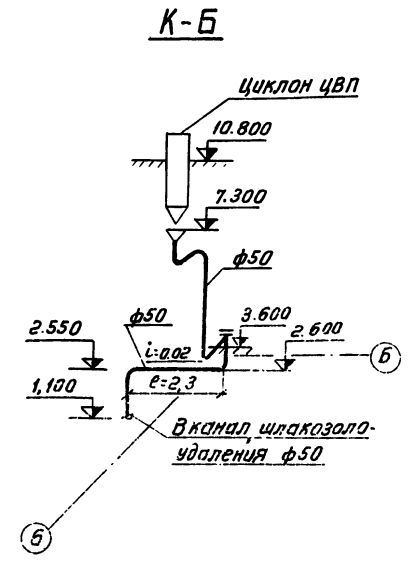 К-Б
Циклон ЦВП
10.800
7.300
ф50
ф50
3.600
2.550
i=0.02
2.600
Б
1,100
ℓ=2,3
В канал шлакозоло-
удаления ф50
6